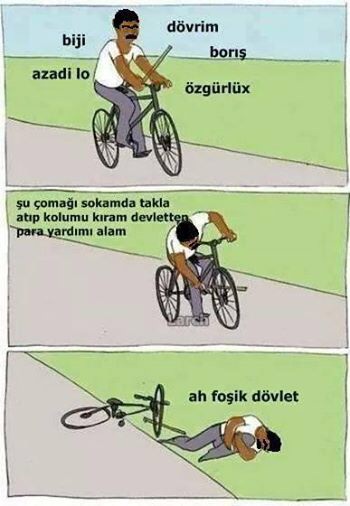 dövrim
biji
borış
azadi lo
özgürlüx
şu çomağı sokamda takla
atıp kolumu kıram devletten
para yardımı alam
ah foşik dövlet